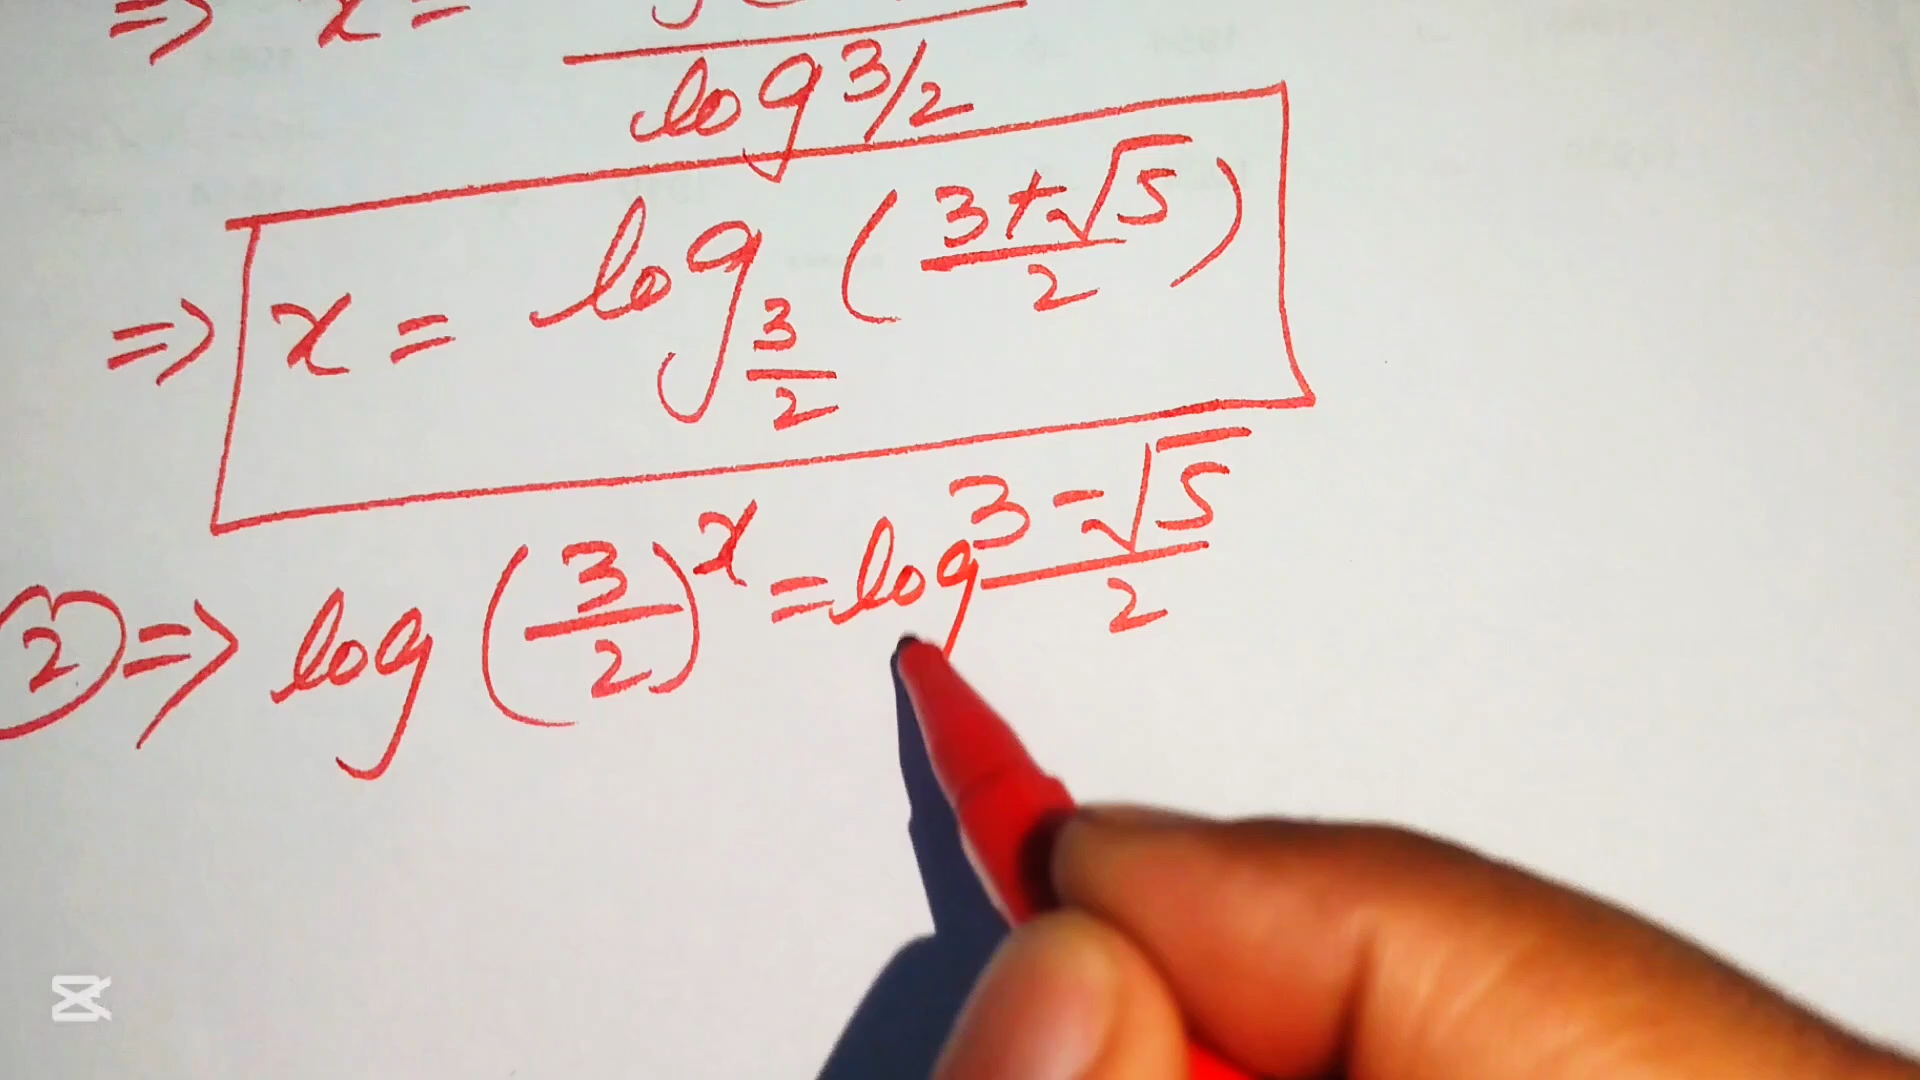 => x =
log 3/2
=> x = log_{3/2} ((3+√5)/2)
(2) => log (3/2)^x = log (3-√5)/2